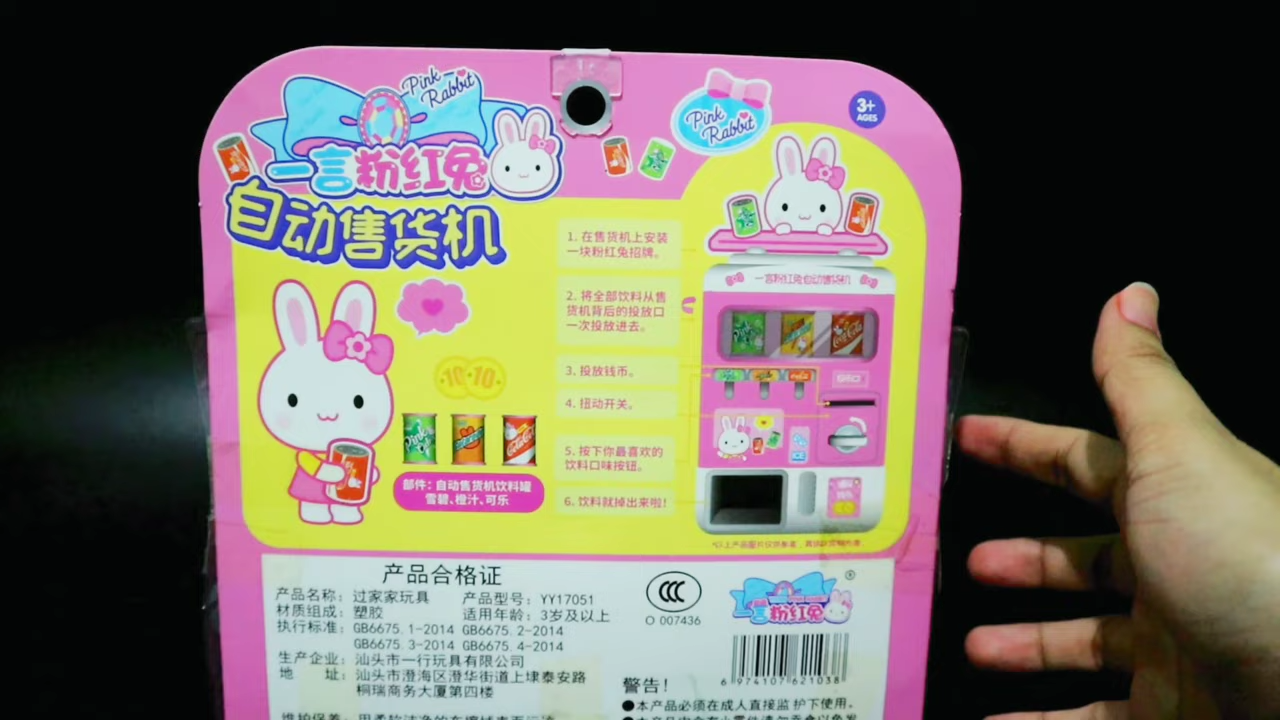 Pink Rabbit
一言粉红兔
自动售货机
Pink Rabbit
3+
AGES
1. 在售货机上安装
一块粉红兔招牌。
2. 将全部饮料从售
货机背后的投放口
一次投放进去。
3. 投放钱币。
4. 扭动开关。
5. 按下你最喜欢的
饮料口味按钮。
6. 饮料就掉出来啦！
10 10
部件：自动售货机饮料罐
雪碧、橙汁、可乐
一言粉红兔自动售货机
产品合格证
产品名称：过家家玩具 产品型号：YY17051
材质组成：塑胶 适用年龄：3岁及以上
执行标准：GB6675.1-2014 GB6675.2-2014
GB6675.3-2014 GB6675.4-2014
生产企业：汕头市一行玩具有限公司
地 址：汕头市澄海区澄华街道上埭泰安路
桐瑞商务大厦第四楼
CCC
O 007436
一言粉红兔
®
6 974107 621038
警告！
●本产品必须在成人直接监护下使用。